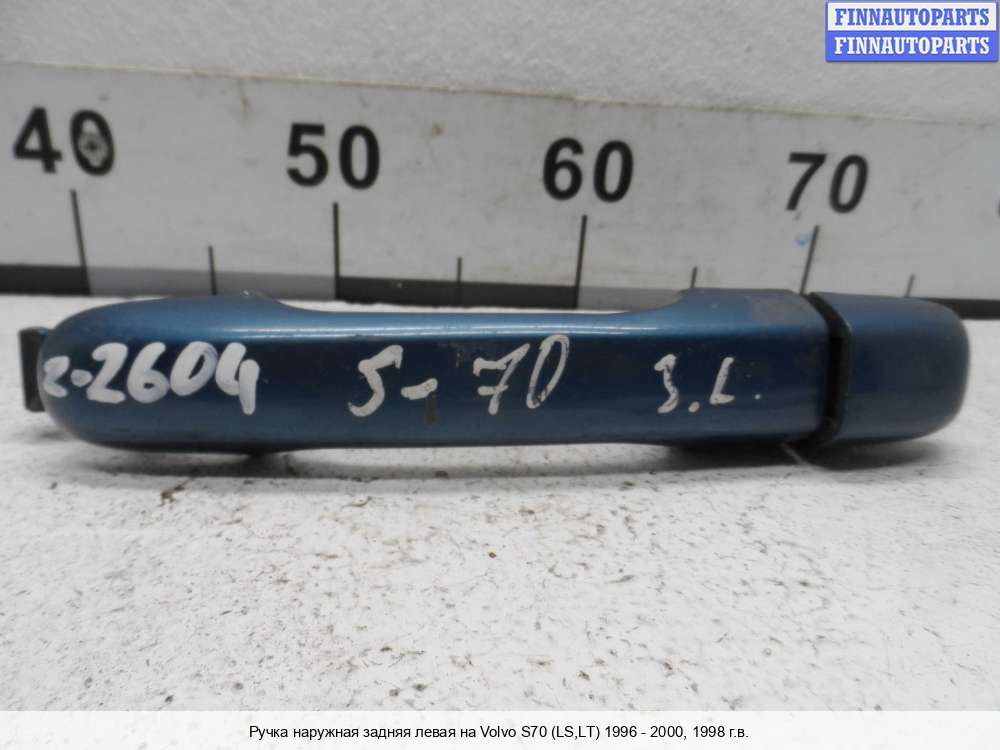 FINNAUTOPARTS
FINNAUTOPARTS
40 50 60 70
2-2604 S-70 З.L.
Ручка наружная задняя левая на Volvo S70 (LS,LT) 1996 - 2000, 1998 г.в.